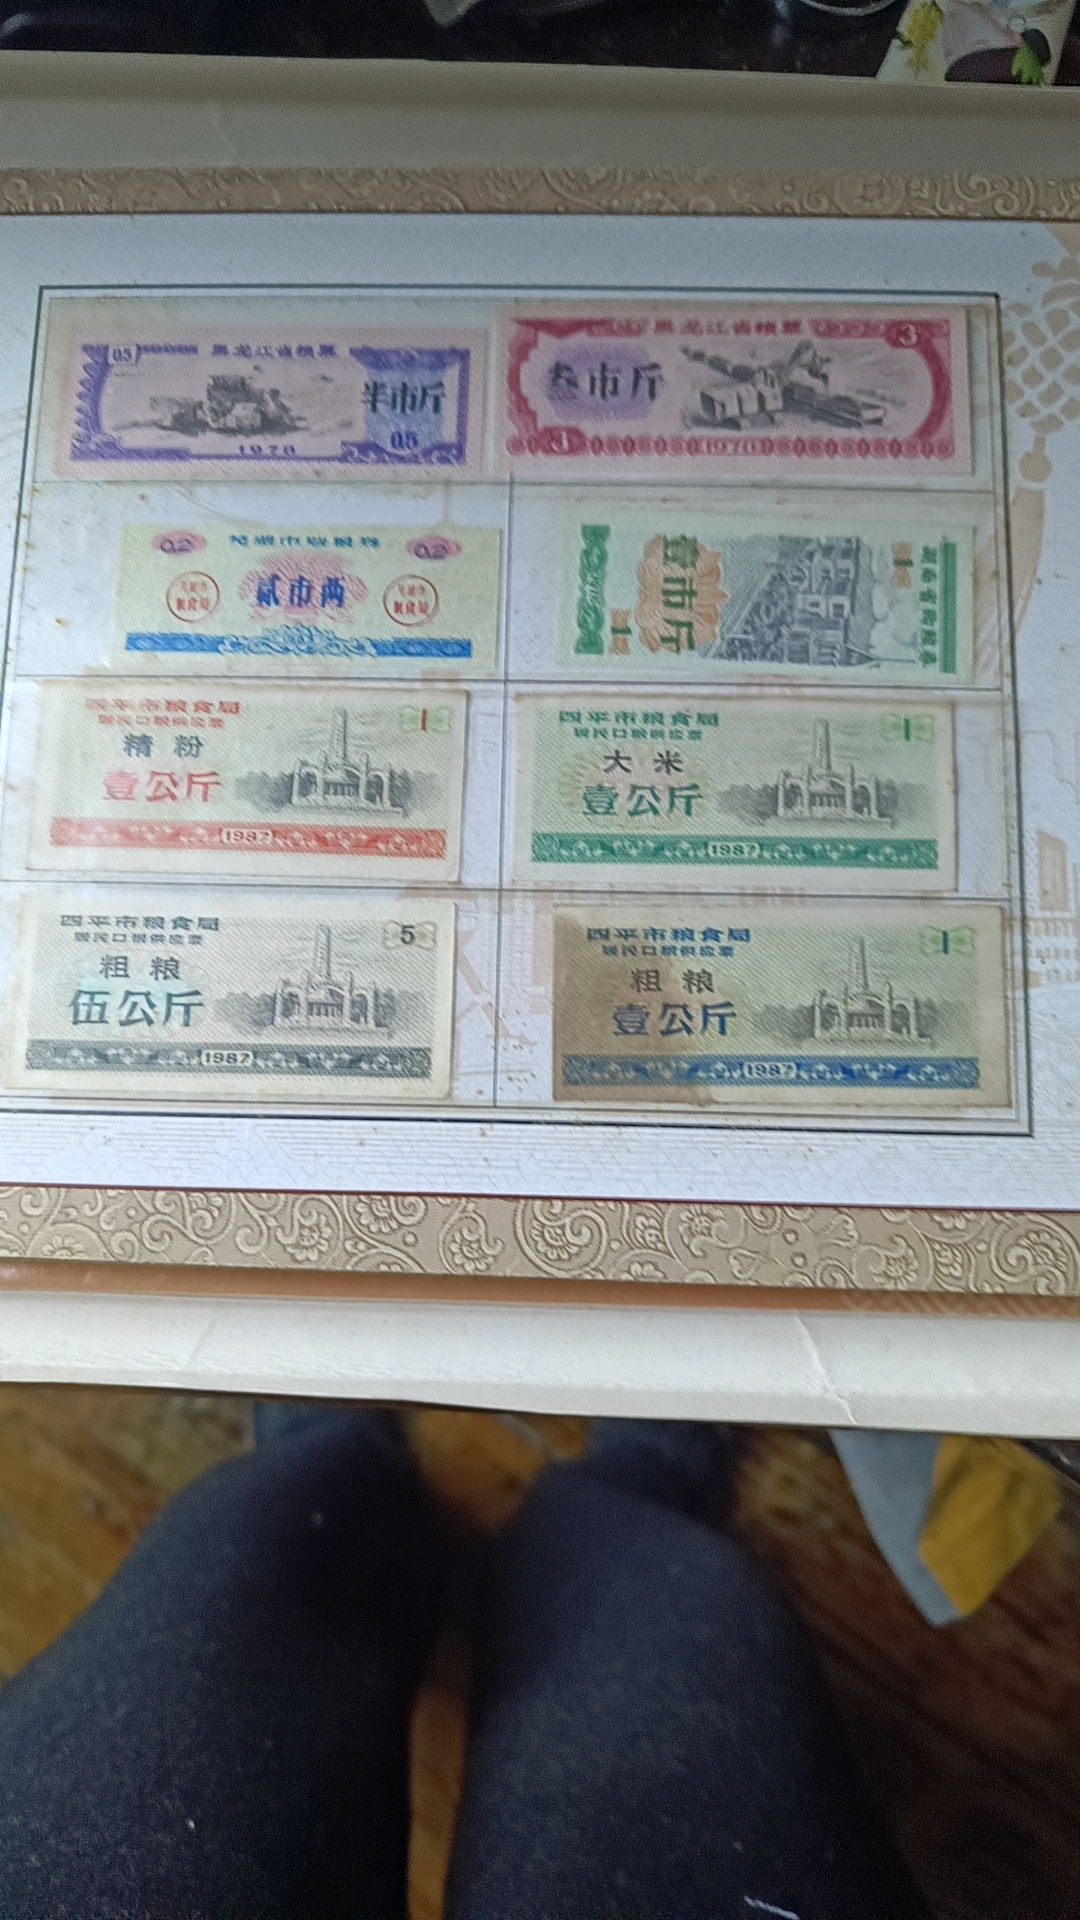 05
黑龙江省粮票
半市斤
05
1978
黑龙江省粮票
3
叁市斤
3
1978
0.2
芜湖市
0.2
粮食局
贰市两
粮食局
壹市斤
1
1
四平市粮食局
居民口粮供应票
1
精粉
壹公斤
1987
四平市粮食局
居民口粮供应票
1
大米
壹公斤
1987
四平市粮食局
居民口粮供应票
5
粗粮
伍公斤
1987
四平市粮食局
居民口粮供应票
1
粗粮
壹公斤
1987